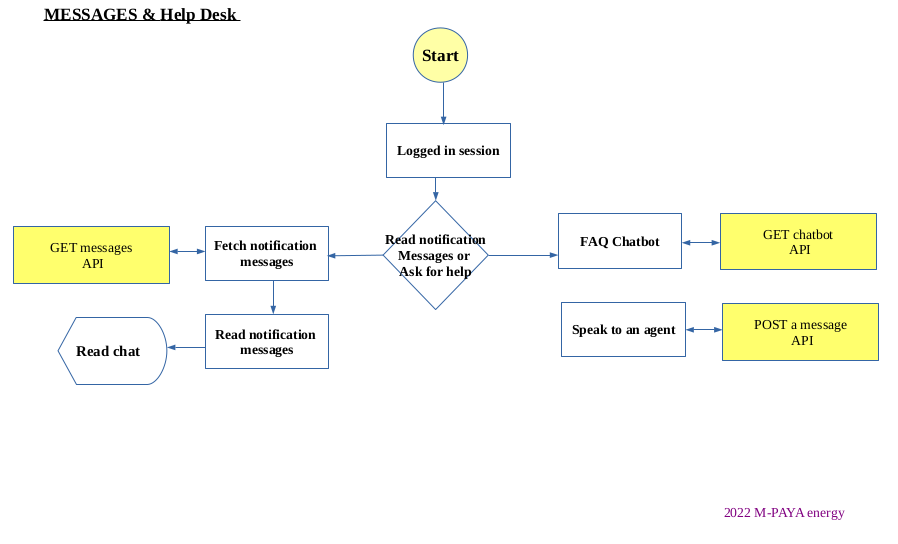 MESSAGES & Help Desk
Start
Logged in session
Read notification
Messages or
Ask for help
GET messages
API
Fetch notification
messages
FAQ Chatbot
GET chatbot
API
Read chat
Read notification
messages
Speak to an agent
POST a message
API
2022 M-PAYA energy